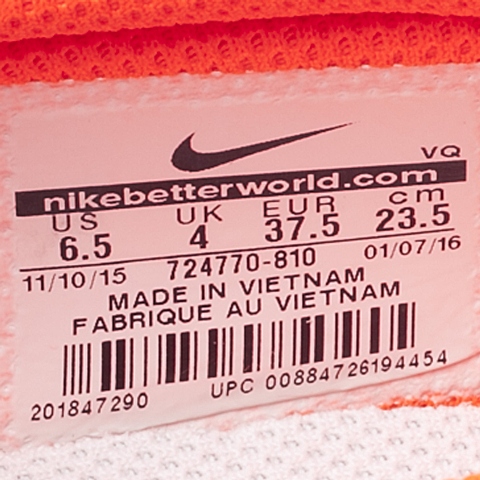 VQ
nikebetterworld.com
US UK EUR cm
6.5 4 37.5 23.5
11/10/15 724770-810 01/07/16
MADE IN VIETNAM
FABRIQUE AU VIETNAM
201847290 UPC 00884726194454